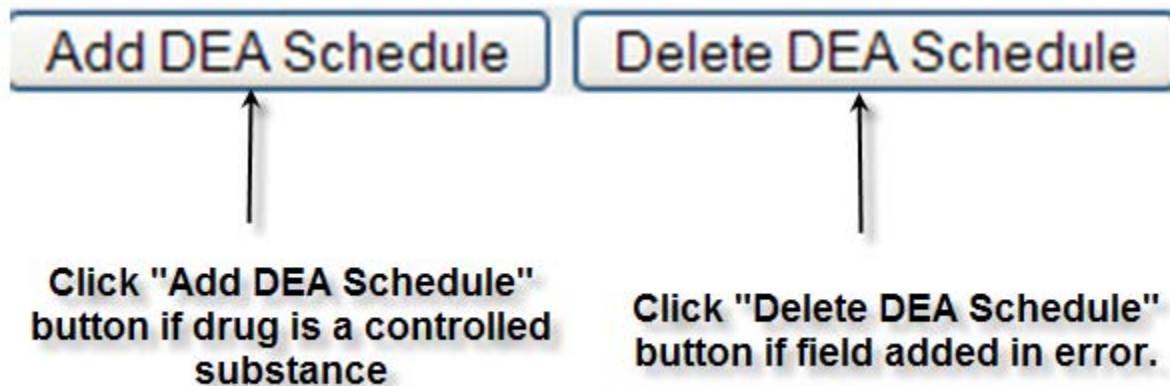 Add DEA Schedule
Delete DEA Schedule
Click "Add DEA Schedule"
button if drug is a controlled
substance
Click "Delete DEA Schedule"
button if field added in error.